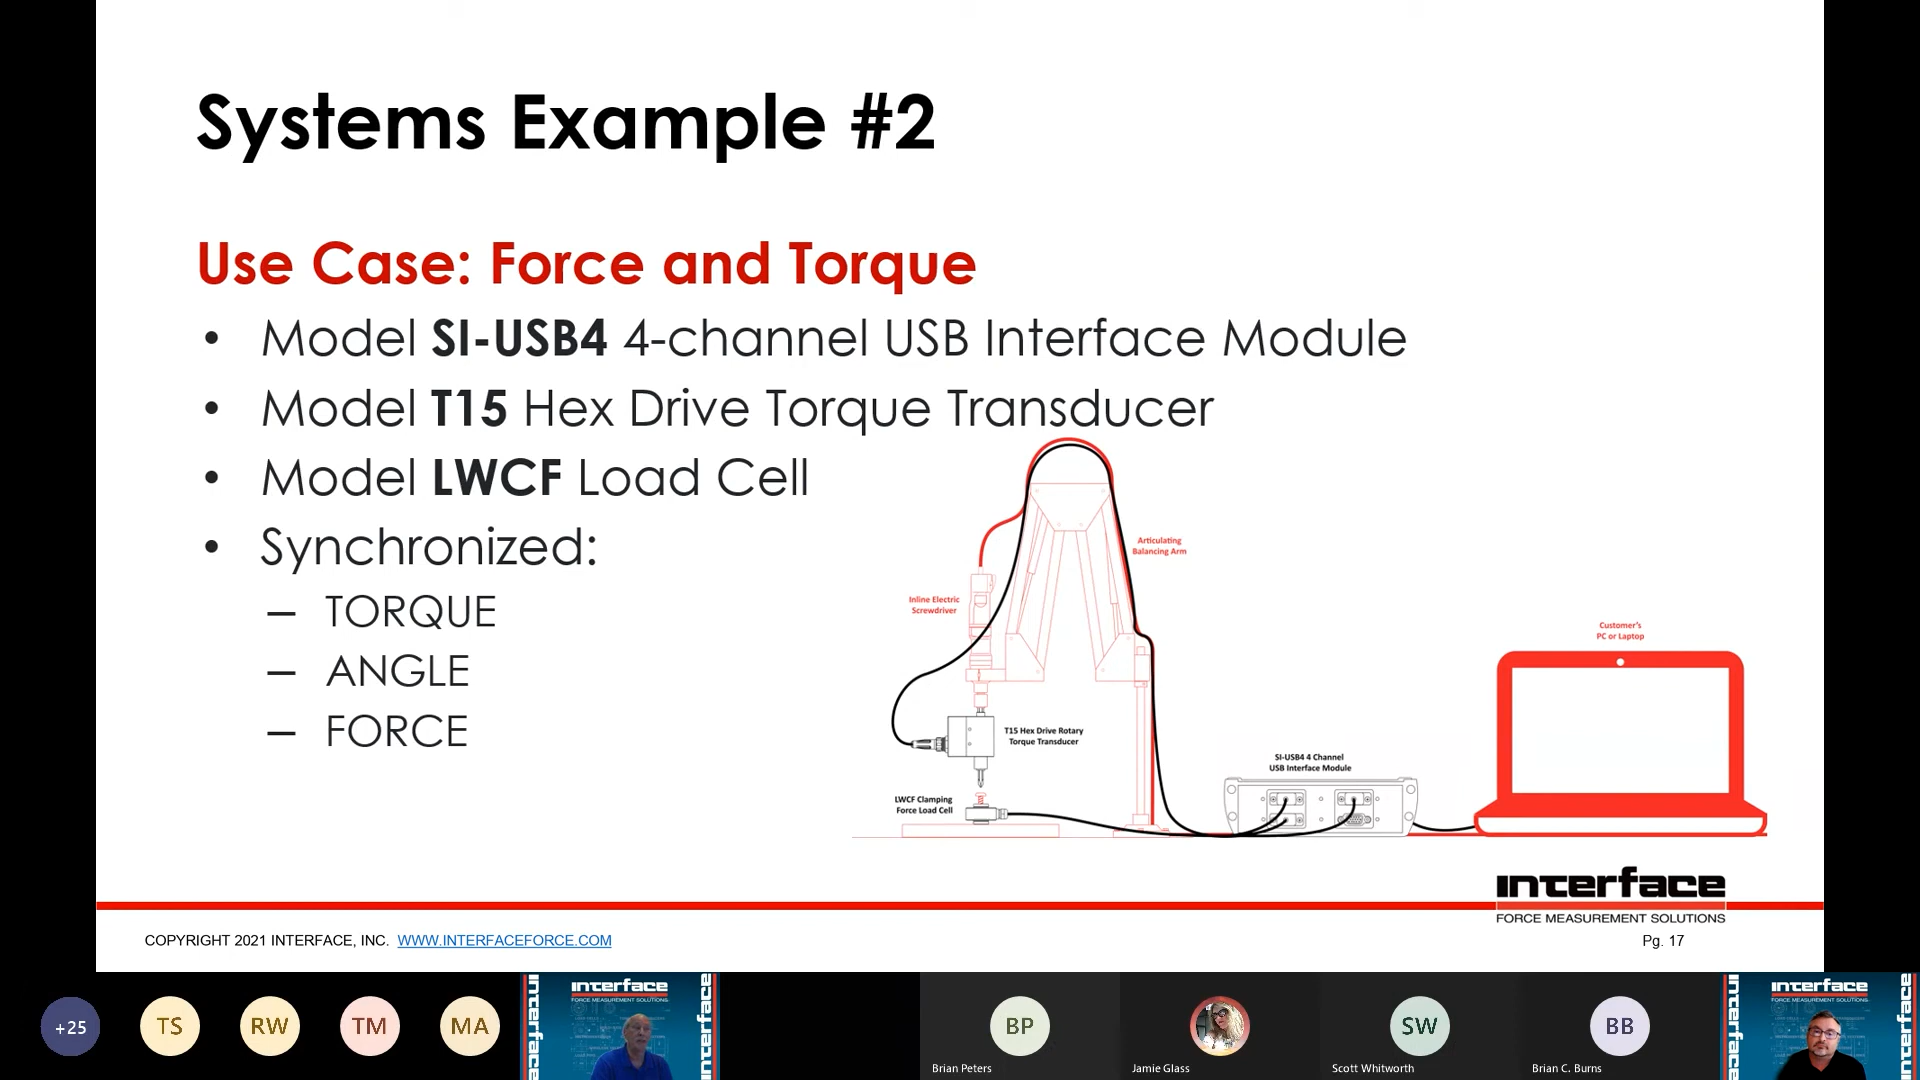 Systems Example #2
Use Case: Force and Torque
• Model SI-USB4 4-channel USB Interface Module
• Model T15 Hex Drive Torque Transducer
• Model LWCF Load Cell
• Synchronized:
– TORQUE
– ANGLE
– FORCE
Articulating
Balancing Arm
Inline Electric
Screwdriver
Customer's
PC or Laptop
T15 Hex Drive Rotary
Torque Transducer
SI-USB4 4 Channel
USB Interface Module
LWCF Clamping
Force Load Cell
interface
FORCE MEASUREMENT SOLUTIONS
COPYRIGHT 2021 INTERFACE, INC. WWW.INTERFACEFORCE.COM
Pg. 17
+25
TS
RW
TM
MA
interface
interface
FORCE MEASUREMENT SOLUTIONS
interface
BP
Brian Peters
Jamie Glass
SW
Scott Whitworth
BB
Brian C. Burns
interface
interface
FORCE MEASUREMENT SOLUTIONS
interface